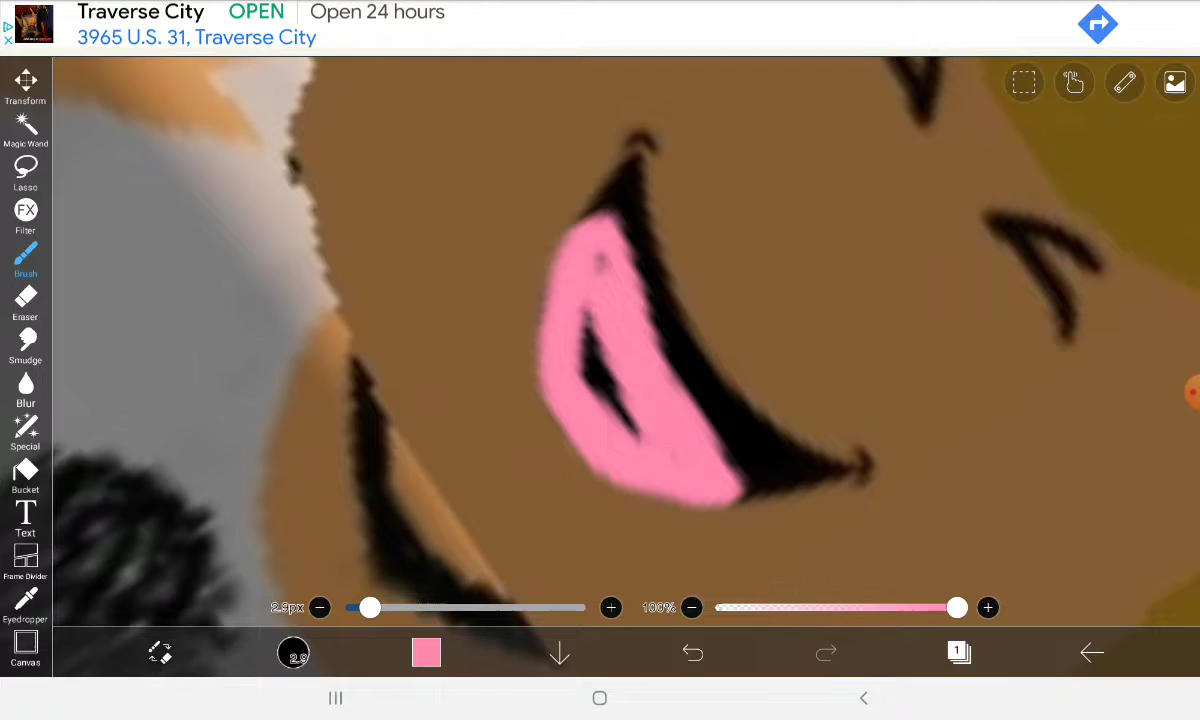 Traverse City OPEN Open 24 hours
3965 U.S. 31, Traverse City
Transform
Magic Wand
Lasso
FX
Filter
Brush
Eraser
Smudge
Blur
Special
Bucket
T
Text
Frame Divider
Eyedropper
Canvas
2.9px
100%
2.9
1